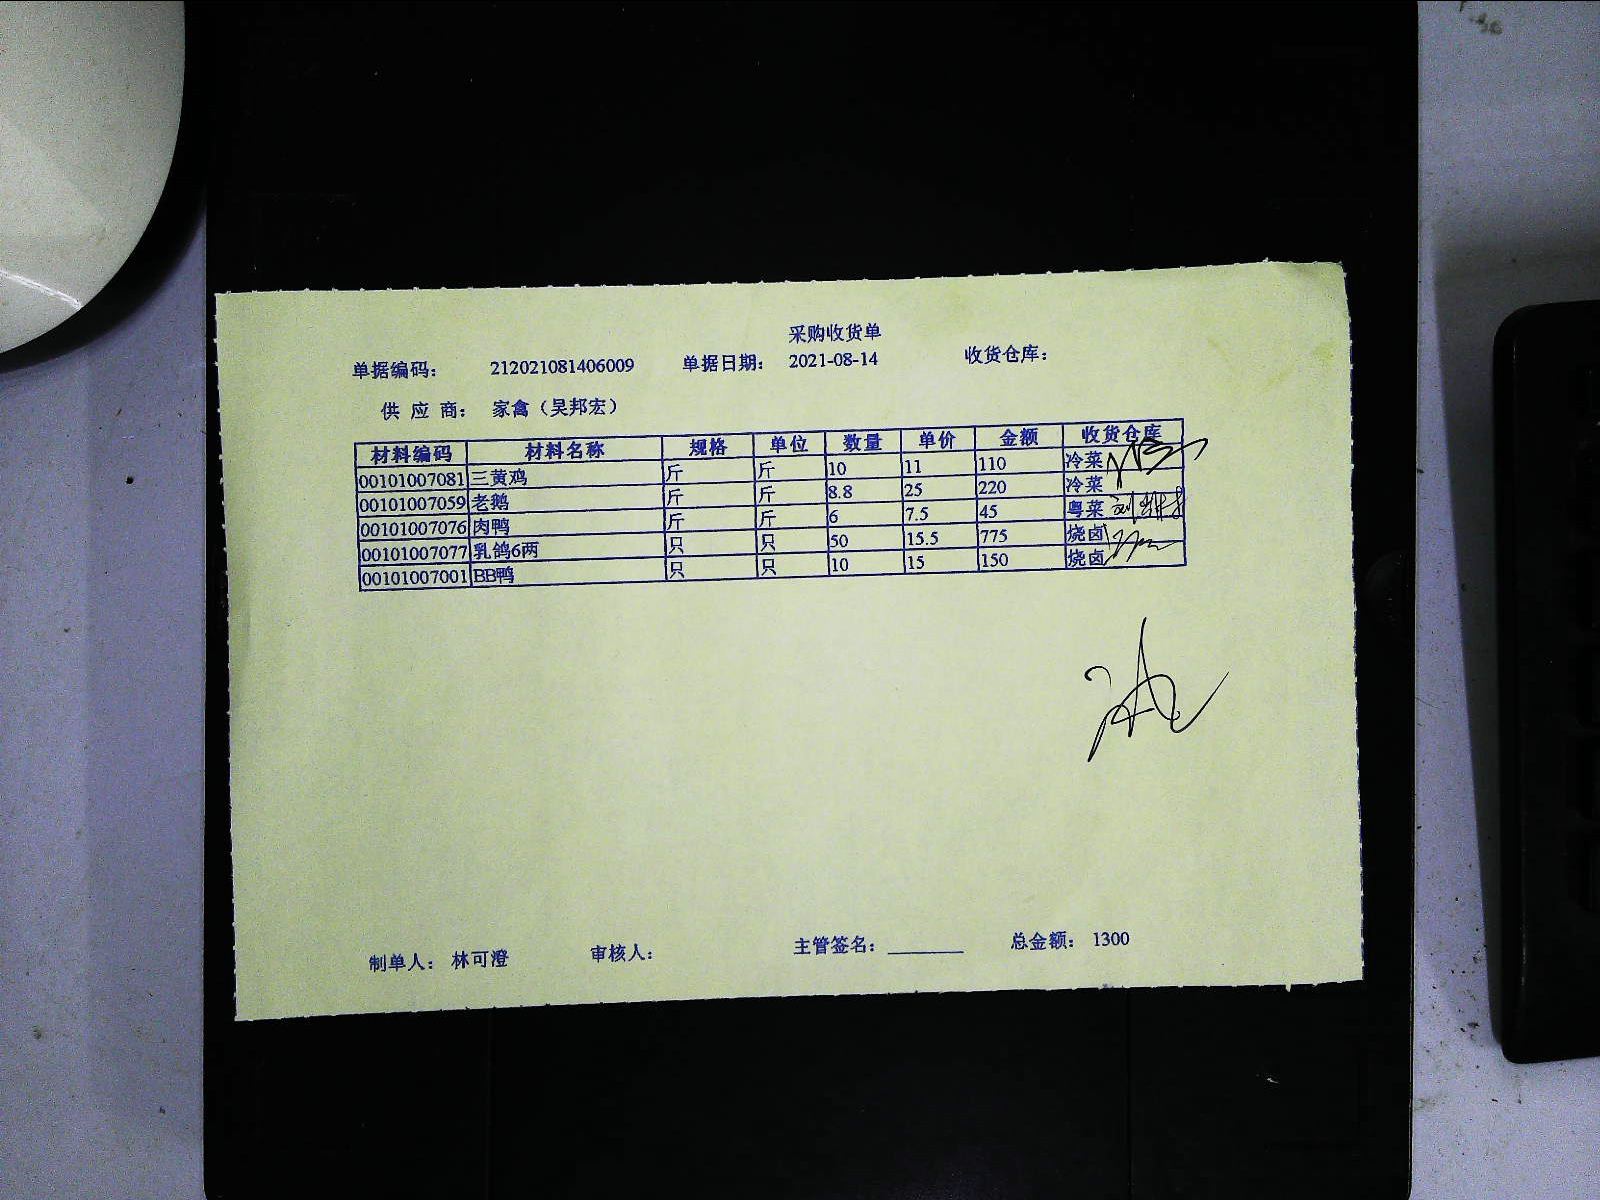 采购收货单
单据编码： 212021081406009 单据日期： 2021-08-14 收货仓库：
供 应 商： 家禽（吴邦宏）
材料编码 材料名称 规格 单位 数量 单价 金额 收货仓库
00101007081 三黄鸡 斤 斤 10 11 110 冷菜
00101007059 老鹅 斤 斤 8.8 25 220 冷菜
00101007076 肉鸭 斤 斤 6 7.5 45 粤菜
00101007077 乳鸽6两 只 只 50 15.5 775 烧卤
00101007001 BB鸭 只 只 10 15 150 烧卤
制单人： 林可澄 审核人： 主管签名： 总金额： 1300